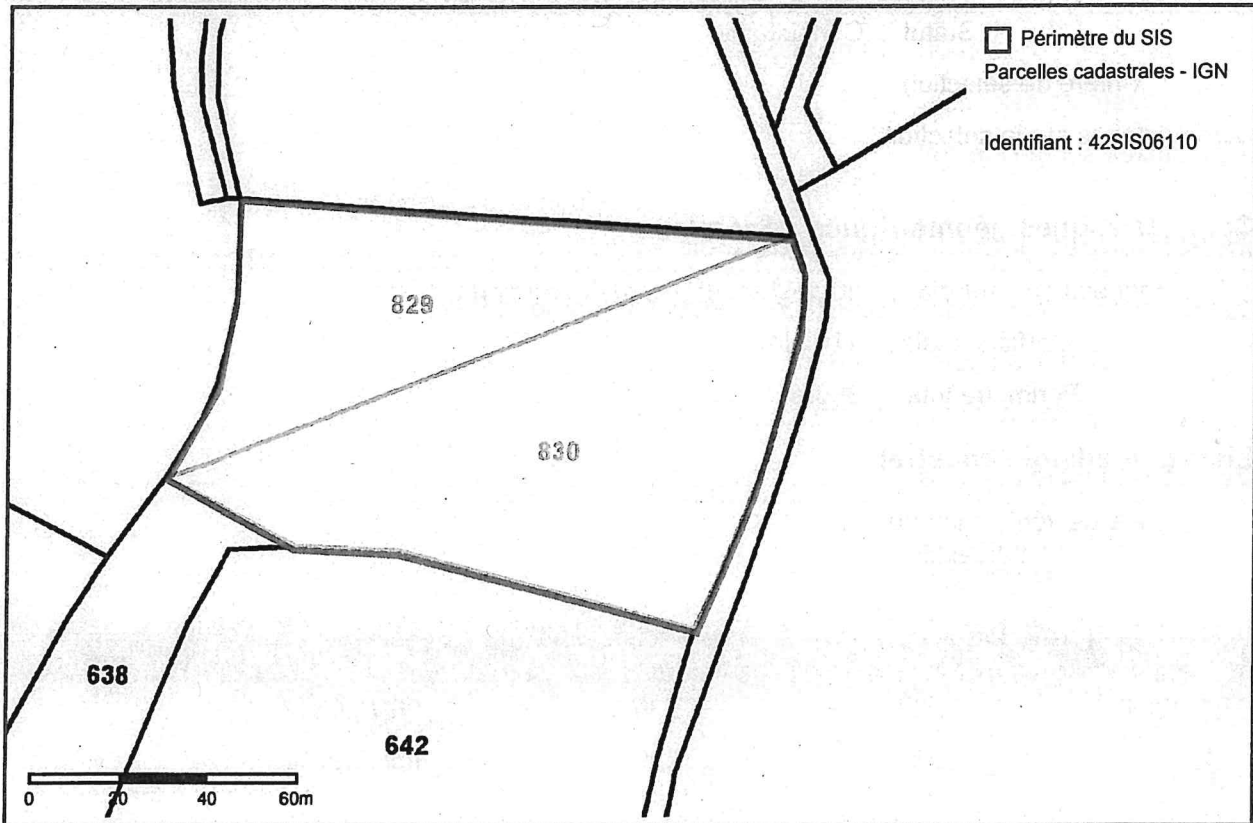 Périmètre du SIS
Parcelles cadastrales - IGN
Identifiant : 42SIS06110
829
830
638
642
0 20 40 60m